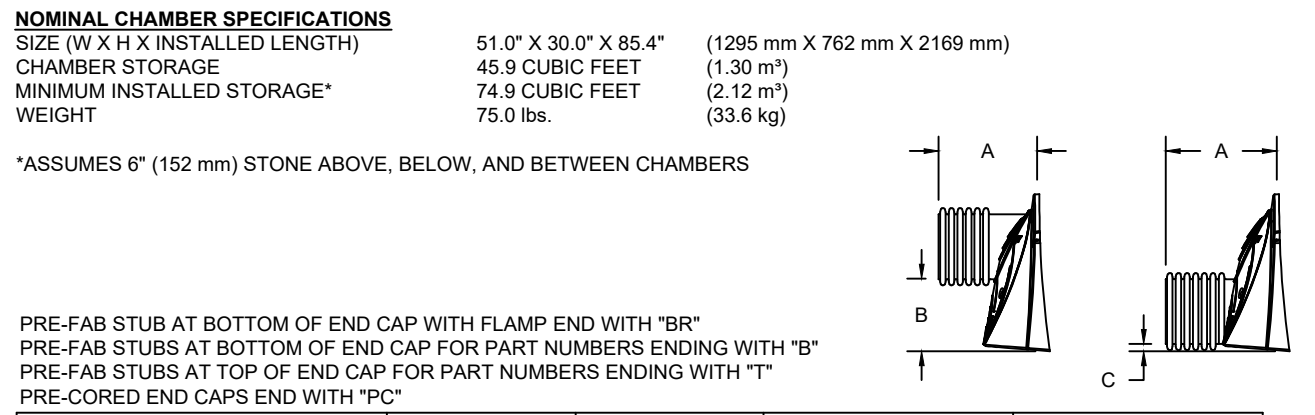 NOMINAL CHAMBER SPECIFICATIONS
SIZE (W X H X INSTALLED LENGTH) 51.0" X 30.0" X 85.4" (1295 mm X 762 mm X 2169 mm)
CHAMBER STORAGE 45.9 CUBIC FEET (1.30 m³)
MINIMUM INSTALLED STORAGE* 74.9 CUBIC FEET (2.12 m³)
WEIGHT 75.0 lbs. (33.6 kg)
*ASSUMES 6" (152 mm) STONE ABOVE, BELOW, AND BETWEEN CHAMBERS
A
A
B
C
PRE-FAB STUB AT BOTTOM OF END CAP WITH FLAMP END WITH "BR"
PRE-FAB STUBS AT BOTTOM OF END CAP FOR PART NUMBERS ENDING WITH "B"
PRE-FAB STUBS AT TOP OF END CAP FOR PART NUMBERS ENDING WITH "T"
PRE-CORED END CAPS END WITH "PC"